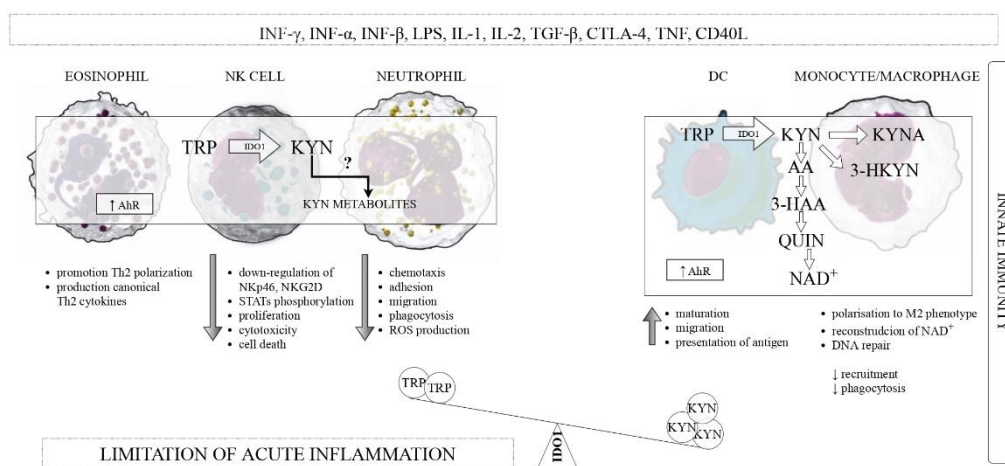 INF-γ, INF-α, INF-β, LPS, IL-1, IL-2, TGF-β, CTLA-4, TNF, CD40L
EOSINOPHIL
NK CELL
NEUTROPHIL
DC
MONOCYTE/MACROPHAGE
TRP
IDO1
KYN
?
KYN METABOLITES
↑ AhR
TRP
IDO1
KYN
KYNA
3-HKYN
AA
3-HAA
QUIN
NAD+
↑ AhR
• promotion Th2 polarization
• production canonical
Th2 cytokines
• down-regulation of
NKp46, NKG2D
• STATs phosphorylation
• proliferation
• cytotoxicity
• cell death
• chemotaxis
• adhesion
• migration
• phagocytosis
• ROS production
• maturation
• migration
• presentation of antigen
• polarisation to M2 phenotype
• reconstrudcion of NAD+
• DNA repair
↓ recruitment
↓ phagocytosis
INNATE IMMUNITY
TRP
TRP
KYN
KYN
KYN
IDO1
LIMITATION OF ACUTE INFLAMMATION